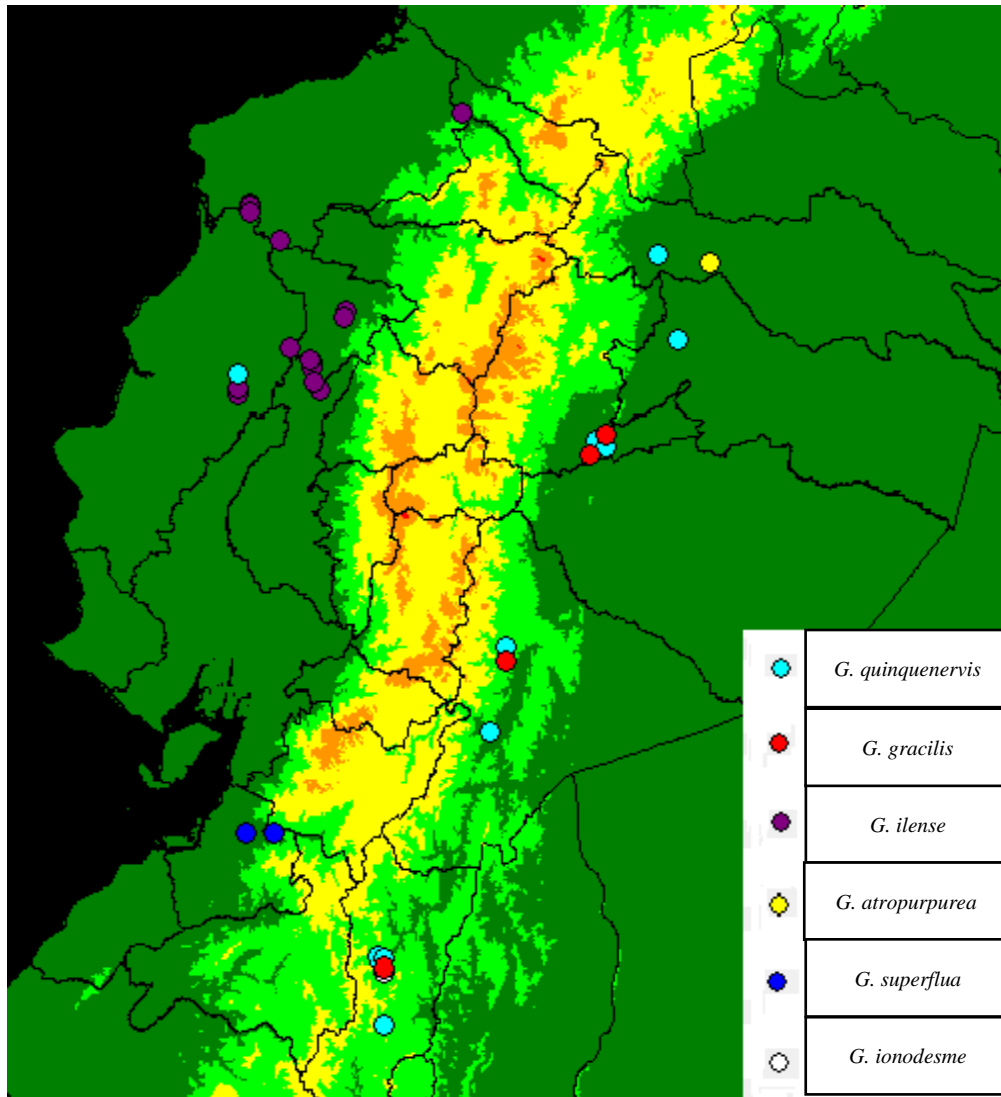 G. quinquenervis
G. gracilis
G. ilense
G. atropurpurea
G. superflua
G. ionodesme